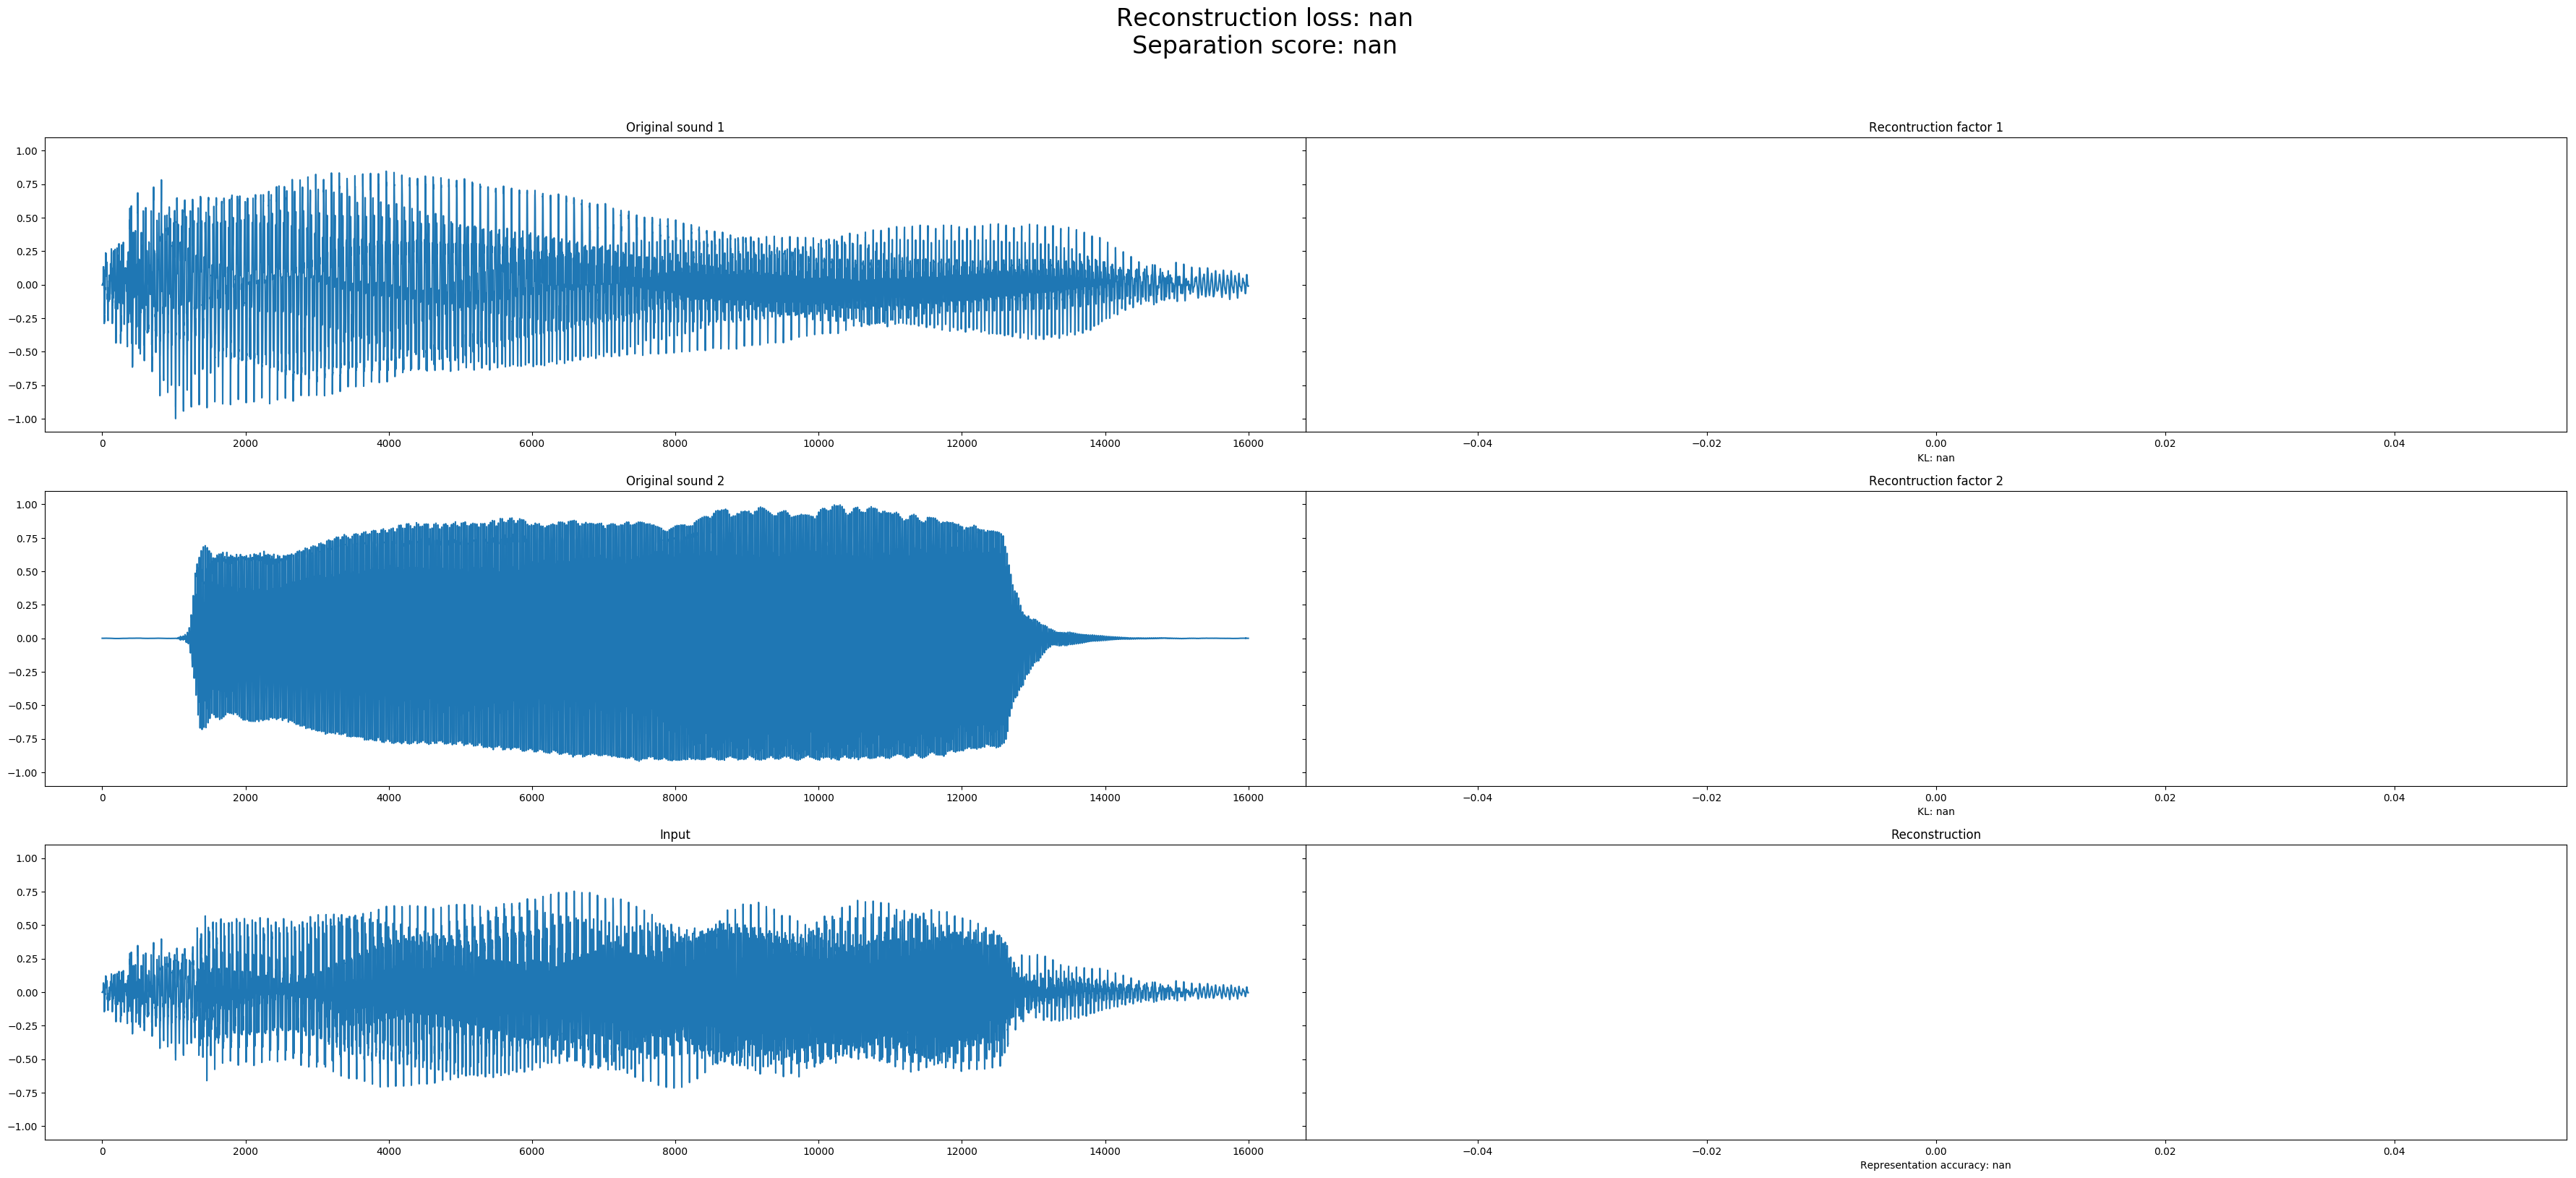 Reconstruction loss: nan
Separation score: nan
Original sound 1
Recontruction factor 1
1.00
0.75
0.50
0.25
0.00
−0.25
−0.50
−0.75
−1.00
0 2000 4000 6000 8000 10000 12000 14000 16000
−0.04 −0.02 0.00 0.02 0.04
KL: nan
Original sound 2
Recontruction factor 2
1.00
0.75
0.50
0.25
0.00
−0.25
−0.50
−0.75
−1.00
0 2000 4000 6000 8000 10000 12000 14000 16000
−0.04 −0.02 0.00 0.02 0.04
KL: nan
Input
Reconstruction
1.00
0.75
0.50
0.25
0.00
−0.25
−0.50
−0.75
−1.00
0 2000 4000 6000 8000 10000 12000 14000 16000
−0.04 −0.02 0.00 0.02 0.04
Representation accuracy: nan